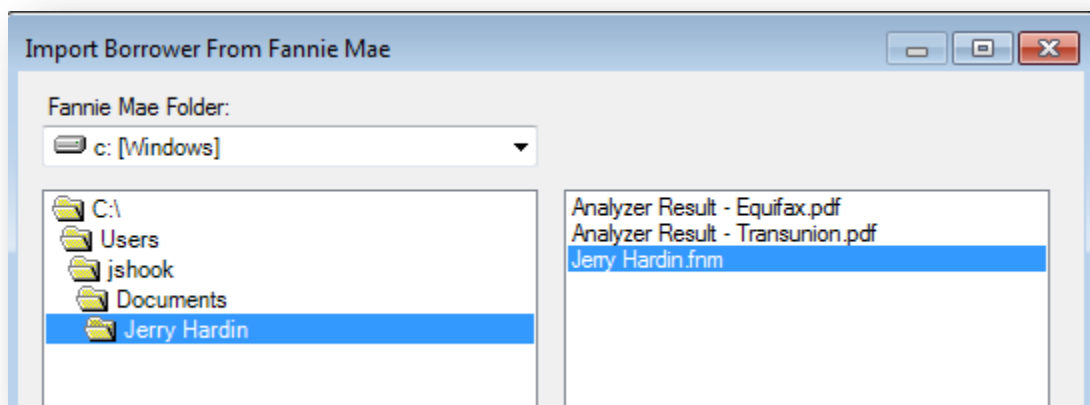 Import Borrower From Fannie Mae
Fannie Mae Folder:
c: [Windows]
C:\
Users
jshook
Documents
Jerry Hardin
Analyzer Result - Equifax.pdf
Analyzer Result - Transunion.pdf
Jerry Hardin.fnm